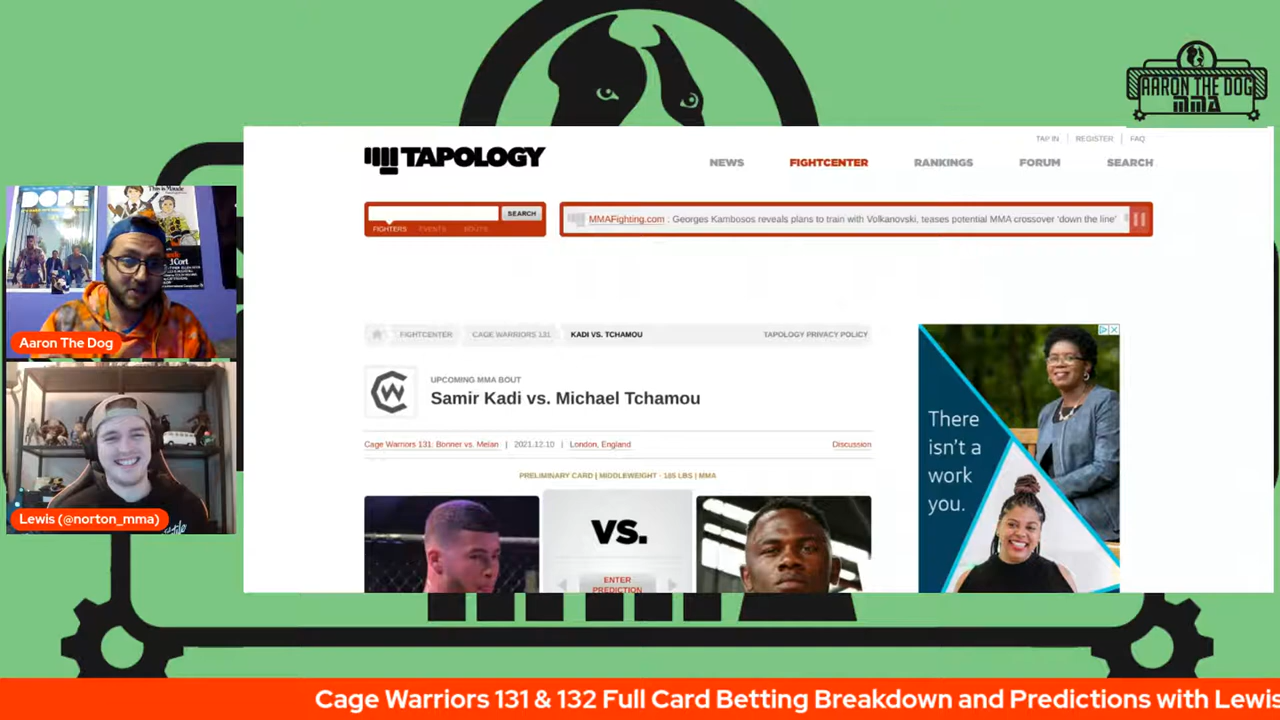 AARON THE DOG
MMA
TAPOLOGY
TAP IN
REGISTER
FAQ
NEWS
FIGHTCENTER
RANKINGS
FORUM
SEARCH
SEARCH
FIGHTERS
EVENTS
BOUTS
MMAFighting.com : Georges Kambosos reveals plans to train with Volkanovski, teases potential MMA crossover 'down the line'
DOPE
This is Maude
Aaron The Dog
Lewis (@norton_mma)
FIGHTCENTER
CAGE WARRIORS 131
KADI VS. TCHAMOU
TAPOLOGY PRIVACY POLICY
UPCOMING MMA BOUT
Samir Kadi vs. Michael Tchamou
Cage Warriors 131: Bonner vs. Melan | 2021.12.10 | London, England
Discussion
PRELIMINARY CARD | MIDDLEWEIGHT · 185 LBS | MMA
VS.
ENTER
PREDICTION
There
isn't a
work
you.
Cage Warriors 131 & 132 Full Card Betting Breakdown and Predictions with Lewis